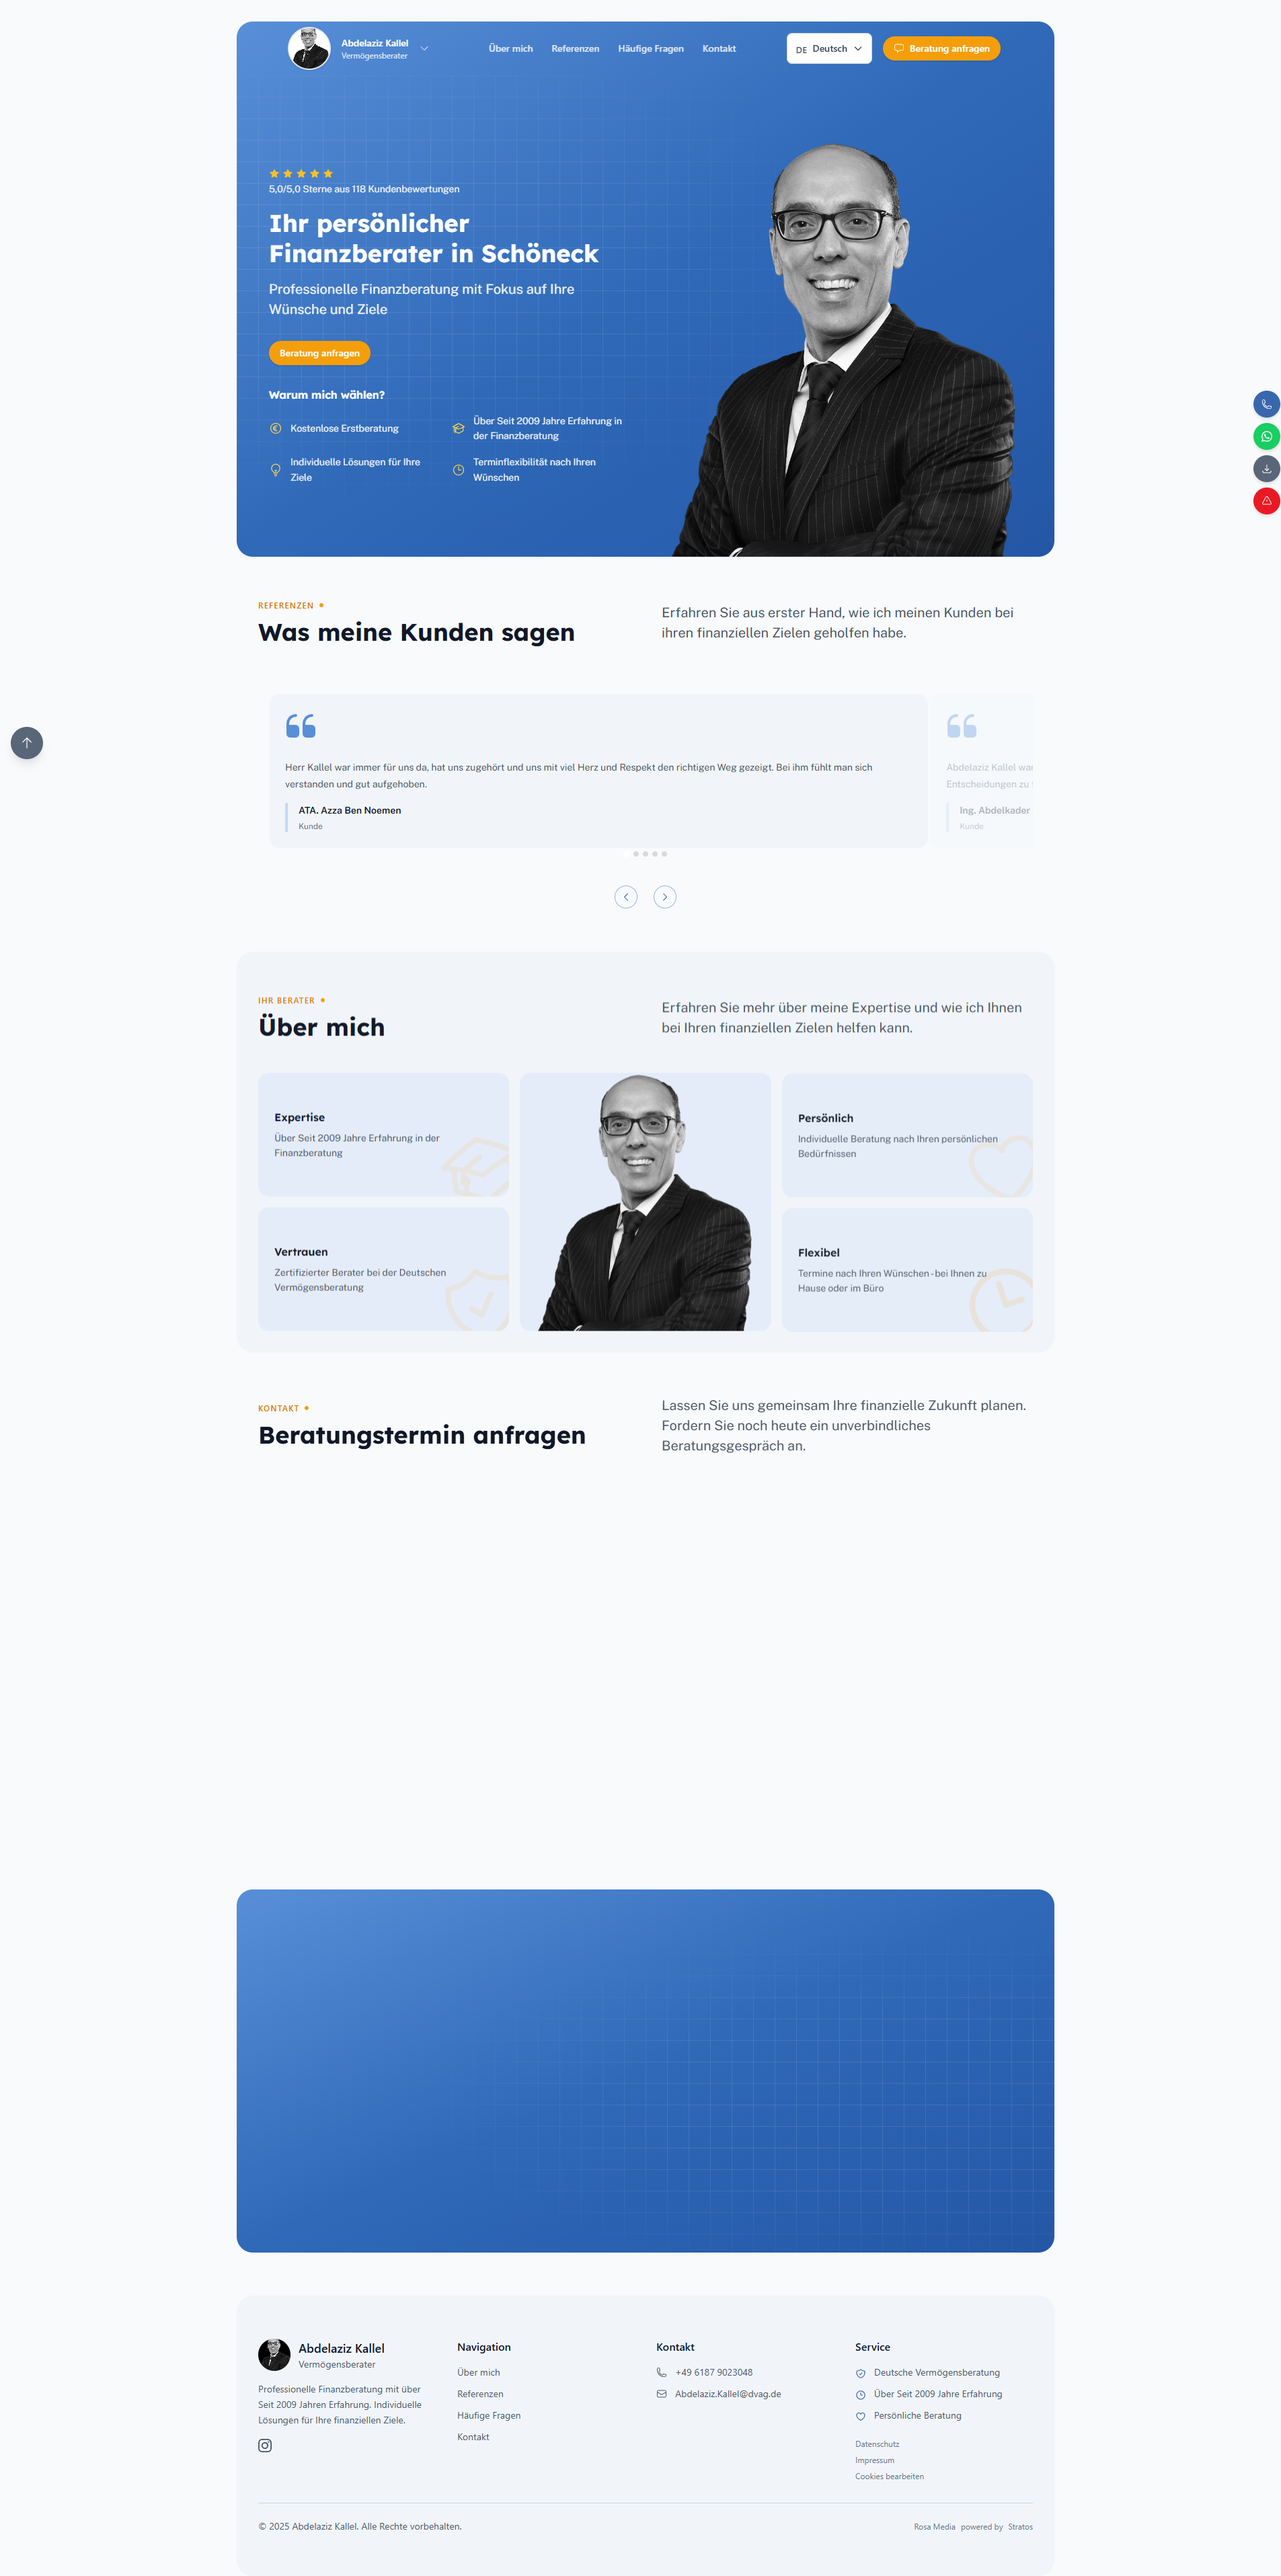 Abdelaziz Kallel
Vermögensberater
Über mich
Referenzen
Häufige Fragen
Kontakt
DE Deutsch
Beratung anfragen
5,0/5,0 Sterne aus 118 Kundenbewertungen
Ihr persönlicher
Finanzberater in Schöneck
Professionelle Finanzberatung mit Fokus auf Ihre
Wünsche und Ziele
Beratung anfragen
Warum mich wählen?
Kostenlose Erstberatung
Über Seit 2009 Jahre Erfahrung in
der Finanzberatung
Individuelle Lösungen für Ihre
Ziele
Terminflexibilität nach Ihren
Wünschen
REFERENZEN
Was meine Kunden sagen
Erfahren Sie aus erster Hand, wie ich meinen Kunden bei
ihren finanziellen Zielen geholfen habe.
Herr Kallel war immer für uns da, hat uns zugehört und uns mit viel Herz und Respekt den richtigen Weg gezeigt. Bei ihm fühlt man sich
verstanden und gut aufgehoben.
ATA. Azza Ben Noemen
Kunde
Abdelaziz Kallel war
Entscheidungen zu
Ing. Abdelkader
Kunde
IHR BERATER
Über mich
Erfahren Sie mehr über meine Expertise und wie ich Ihnen
bei Ihren finanziellen Zielen helfen kann.
Expertise
Über Seit 2009 Jahre Erfahrung in der
Finanzberatung
Persönlich
Individuelle Beratung nach Ihren persönlichen
Bedürfnissen
Vertrauen
Zertifizierter Berater bei der Deutschen
Vermögensberatung
Flexibel
Termine nach Ihren Wünschen - bei Ihnen zu
Hause oder im Büro
KONTAKT
Beratungstermin anfragen
Lassen Sie uns gemeinsam Ihre finanzielle Zukunft planen.
Fordern Sie noch heute ein unverbindliches
Beratungsgespräch an.
Abdelaziz Kallel
Vermögensberater
Professionelle Finanzberatung mit über
Seit 2009 Jahren Erfahrung. Individuelle
Lösungen für Ihre finanziellen Ziele.
Navigation
Über mich
Referenzen
Häufige Fragen
Kontakt
Kontakt
+49 6187 9023048
Abdelaziz.Kallel@dvag.de
Service
Deutsche Vermögensberatung
Über Seit 2009 Jahre Erfahrung
Persönliche Beratung
Datenschutz
Impressum
Cookies bearbeiten
© 2025 Abdelaziz Kallel. Alle Rechte vorbehalten.
Rosa Media powered by Stratos